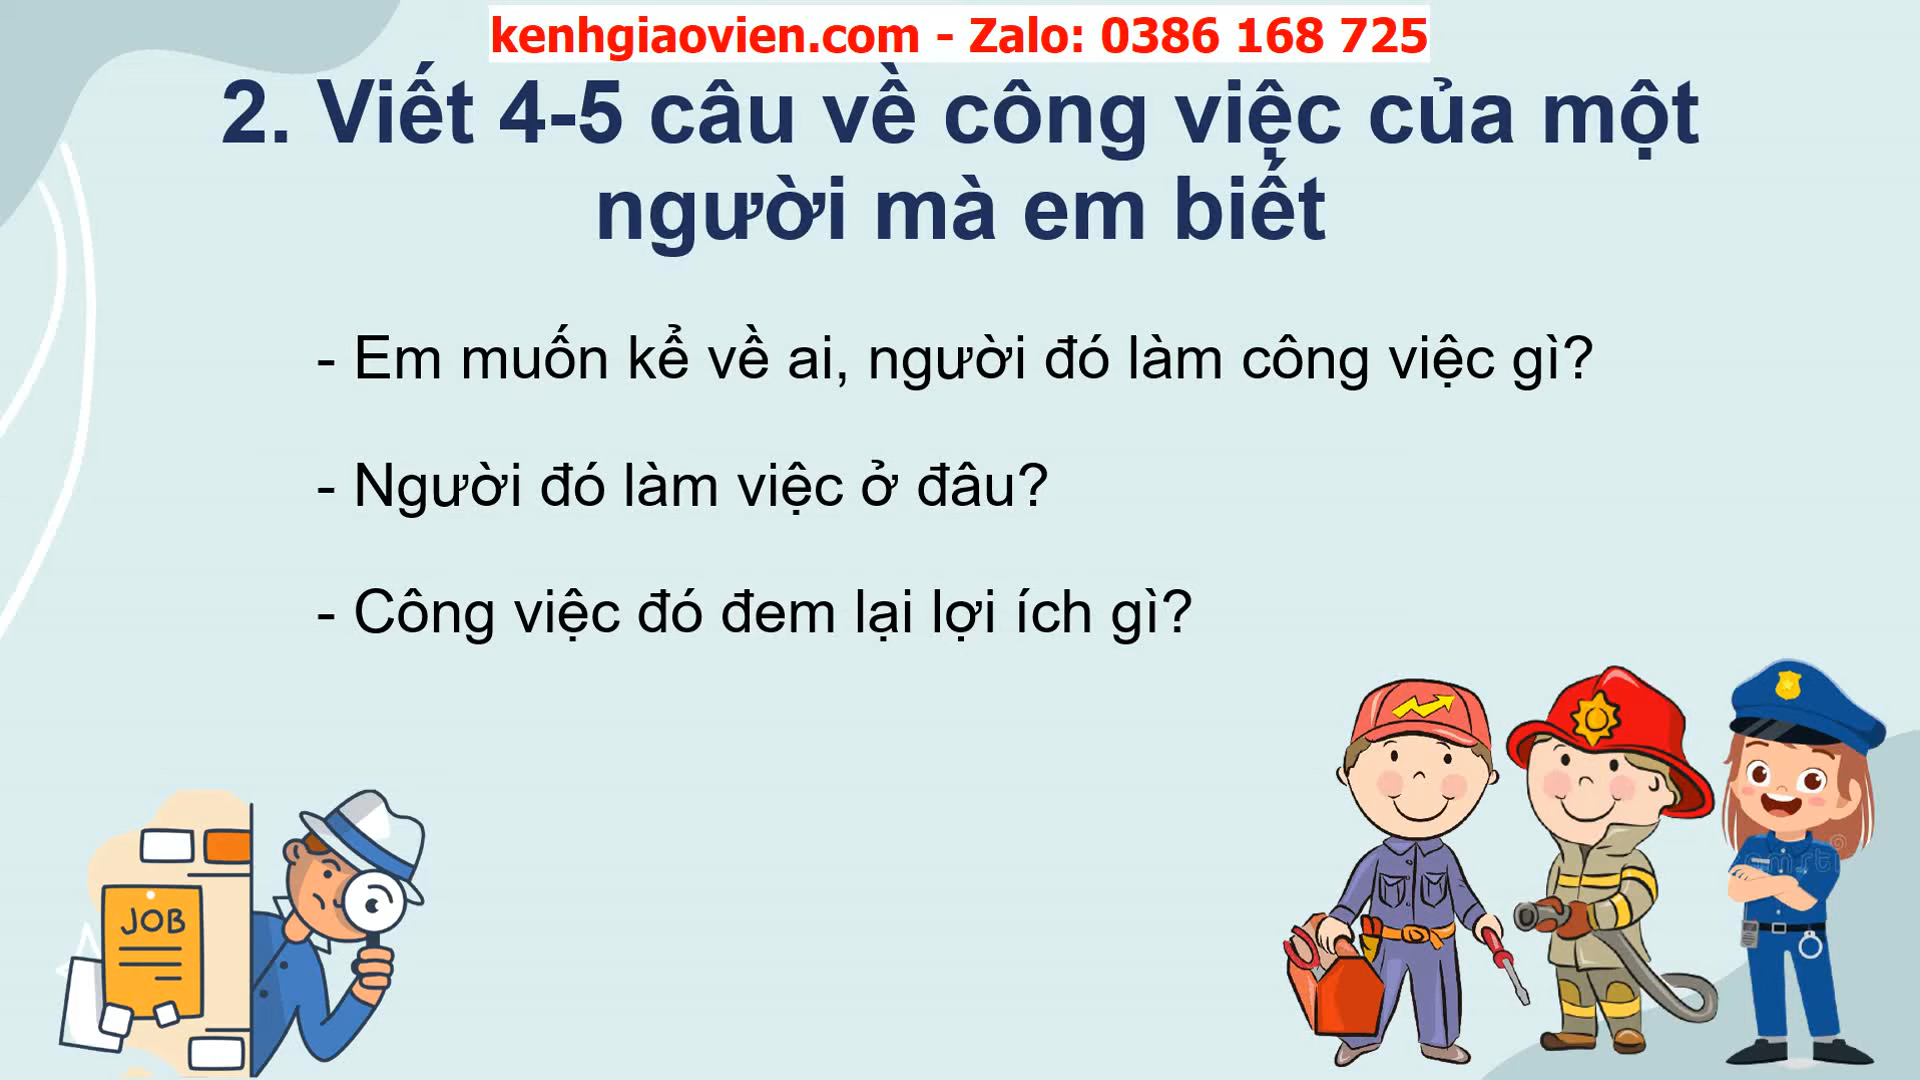 kenhgiaovien.com - Zalo: 0386 168 725
2. Viết 4-5 câu về công việc của một
người mà em biết
- Em muốn kể về ai, người đó làm công việc gì?
- Người đó làm việc ở đâu?
- Công việc đó đem lại lợi ích gì?
JOB